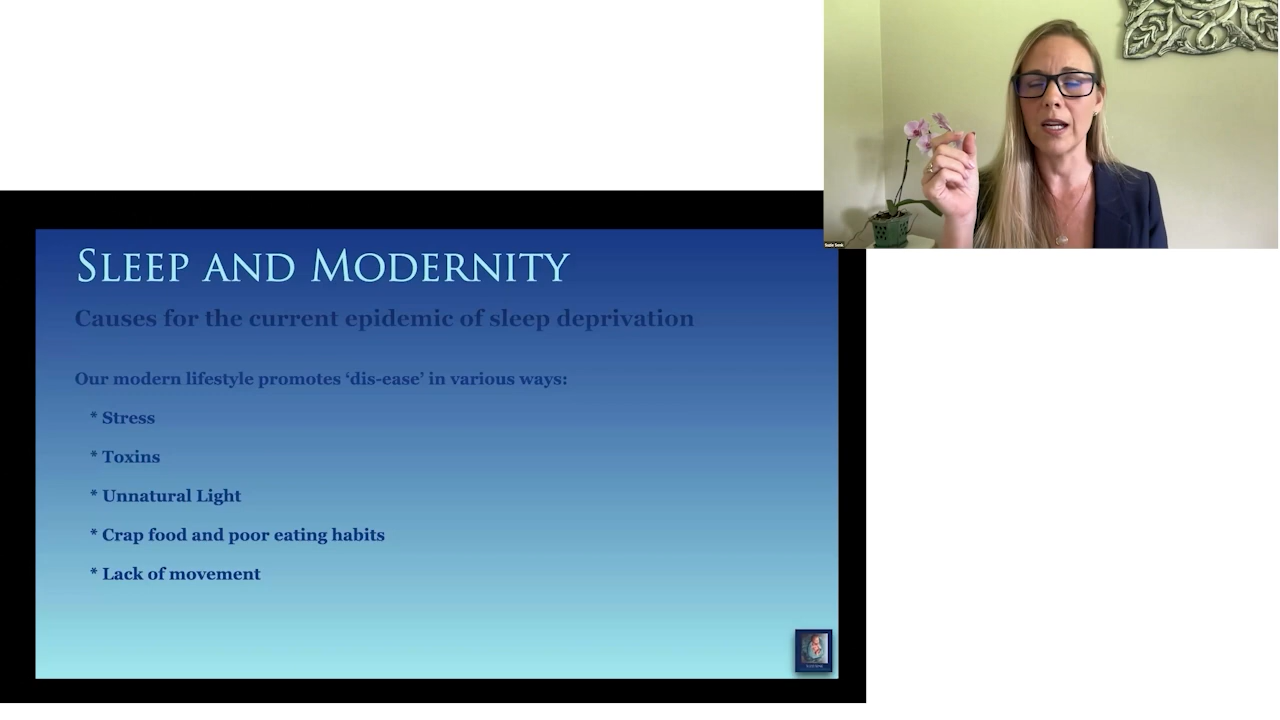 SLEEP AND MODERNITY
Causes for the current epidemic of sleep deprivation
Our modern lifestyle promotes ‘dis-ease’ in various ways:
* Stress
* Toxins
* Unnatural Light
* Crap food and poor eating habits
* Lack of movement